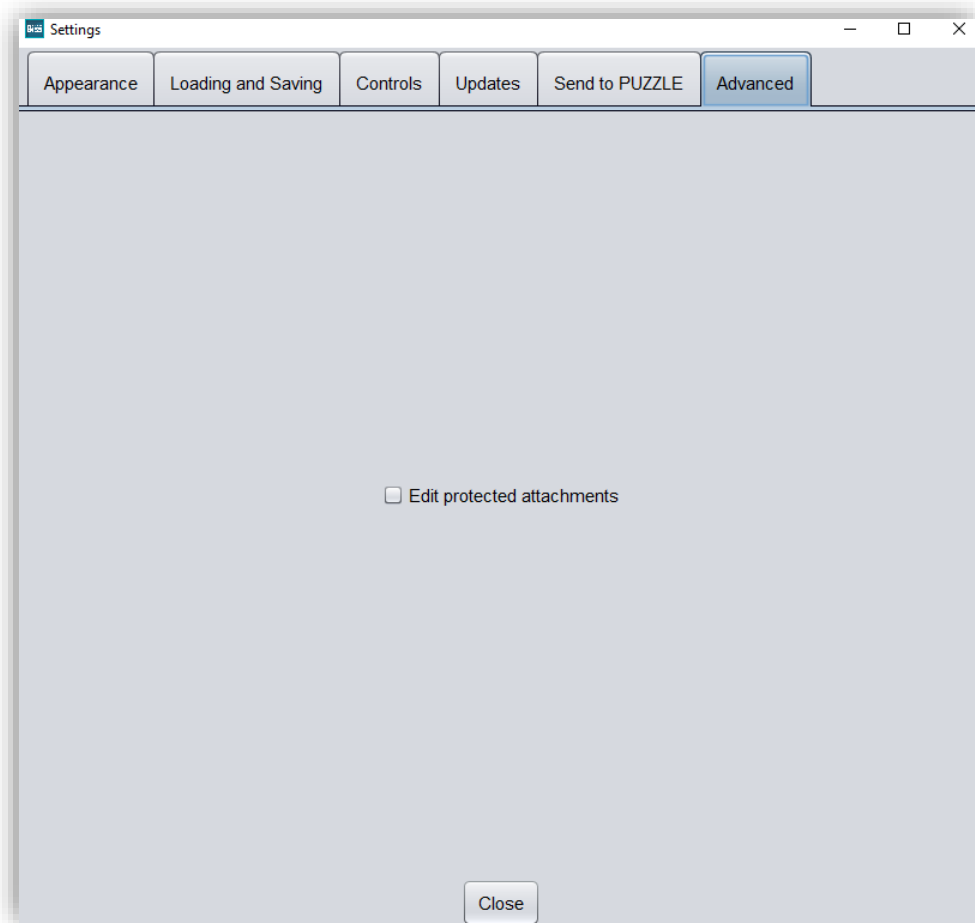 Settings
Appearance Loading and Saving Controls Updates Send to PUZZLE Advanced
Edit protected attachments
Close